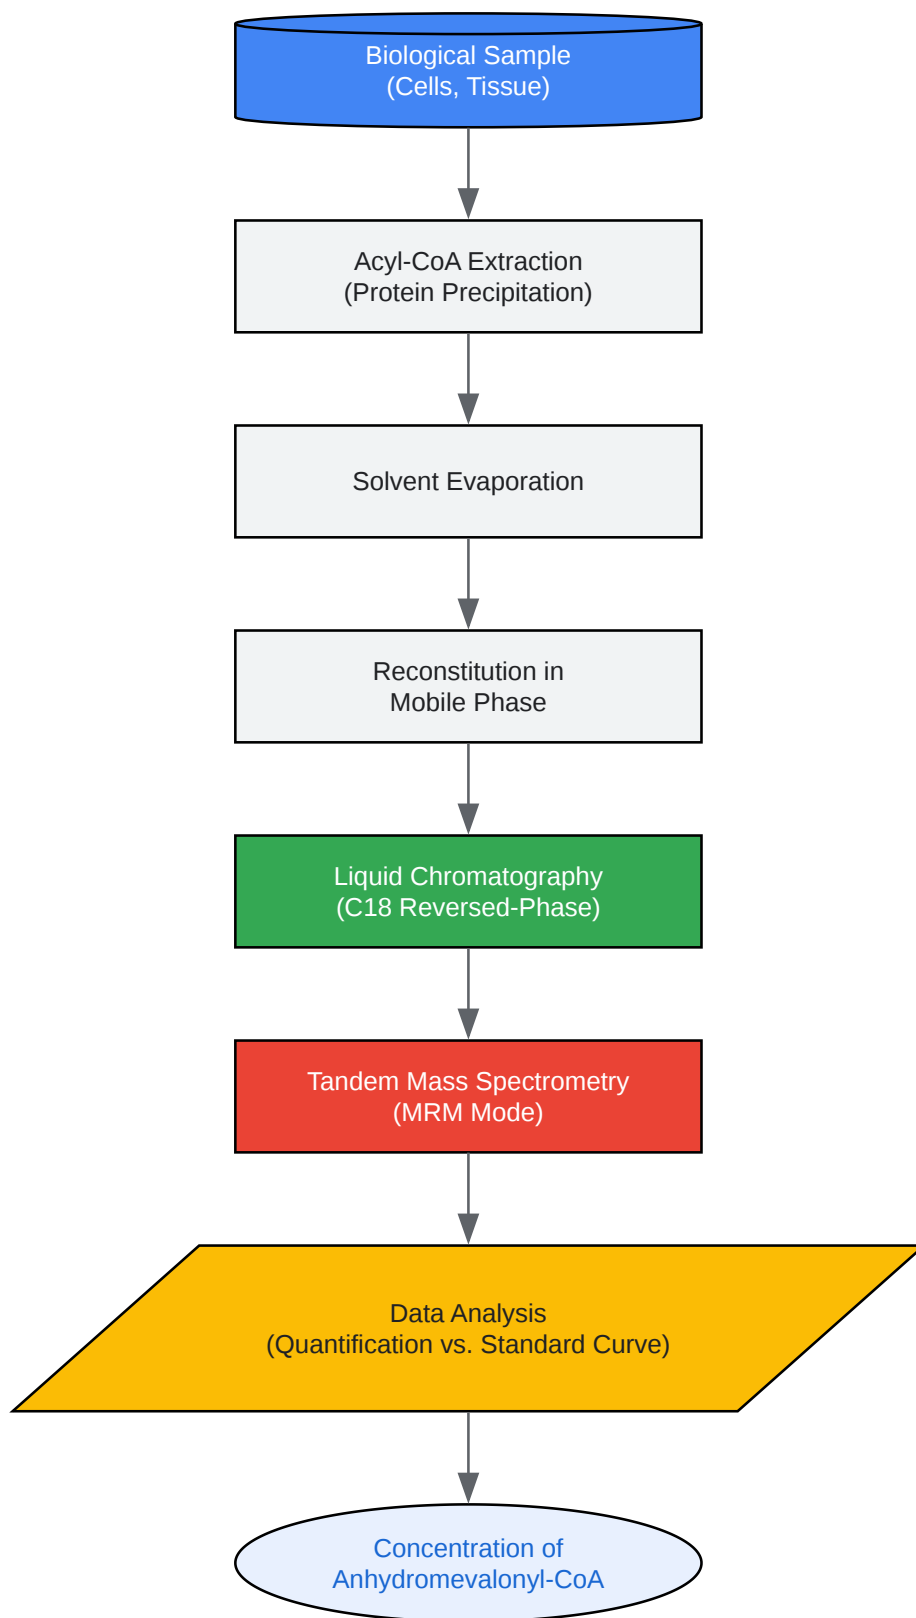 Biological Sample
(Cells, Tissue)
Acyl-CoA Extraction
(Protein Precipitation)
Solvent Evaporation
Reconstitution in
Mobile Phase
Liquid Chromatography
(C18 Reversed-Phase)
Tandem Mass Spectrometry
(MRM Mode)
Data Analysis
(Quantification vs. Standard Curve)
Concentration of
Anhydromevalonyl-CoA